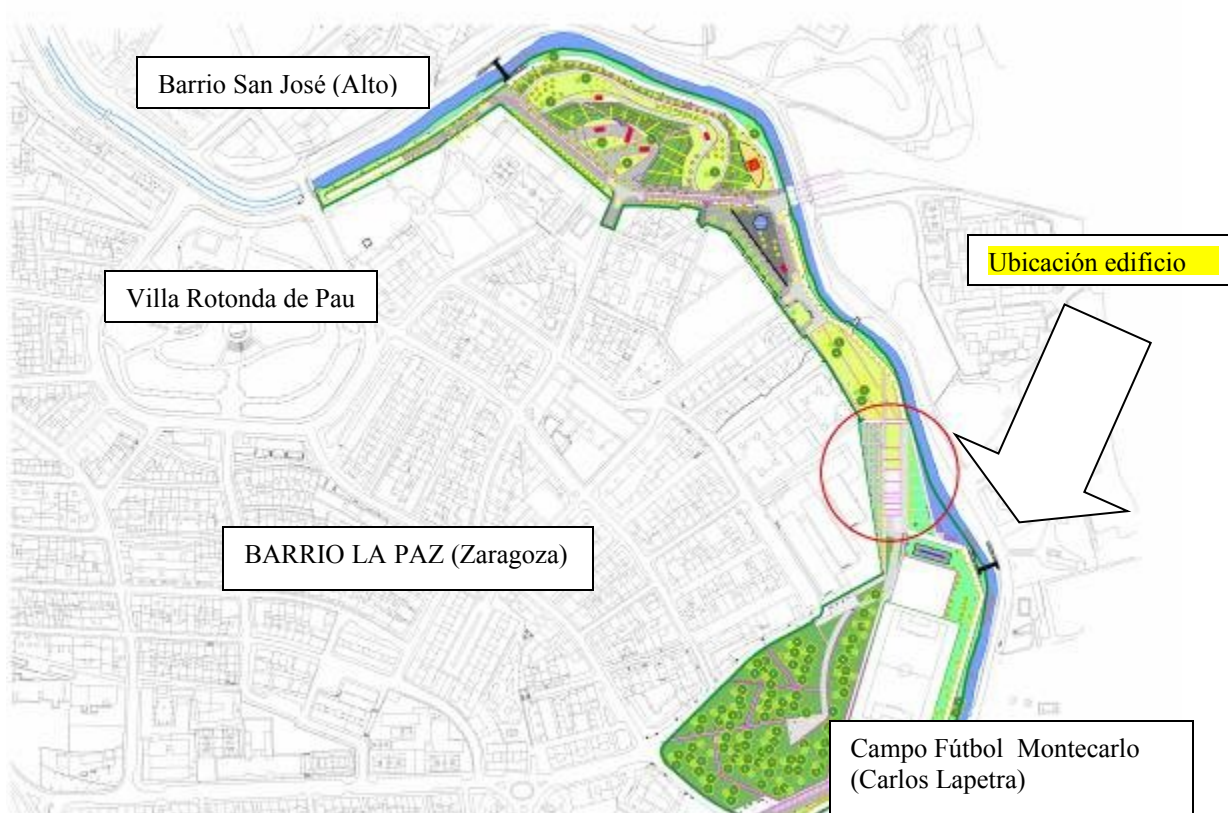 Barrio San José (Alto)
Ubicación edificio
Villa Rotonda de Pau
BARRIO LA PAZ (Zaragoza)
Campo Fútbol Montecarlo
(Carlos Lapetra)